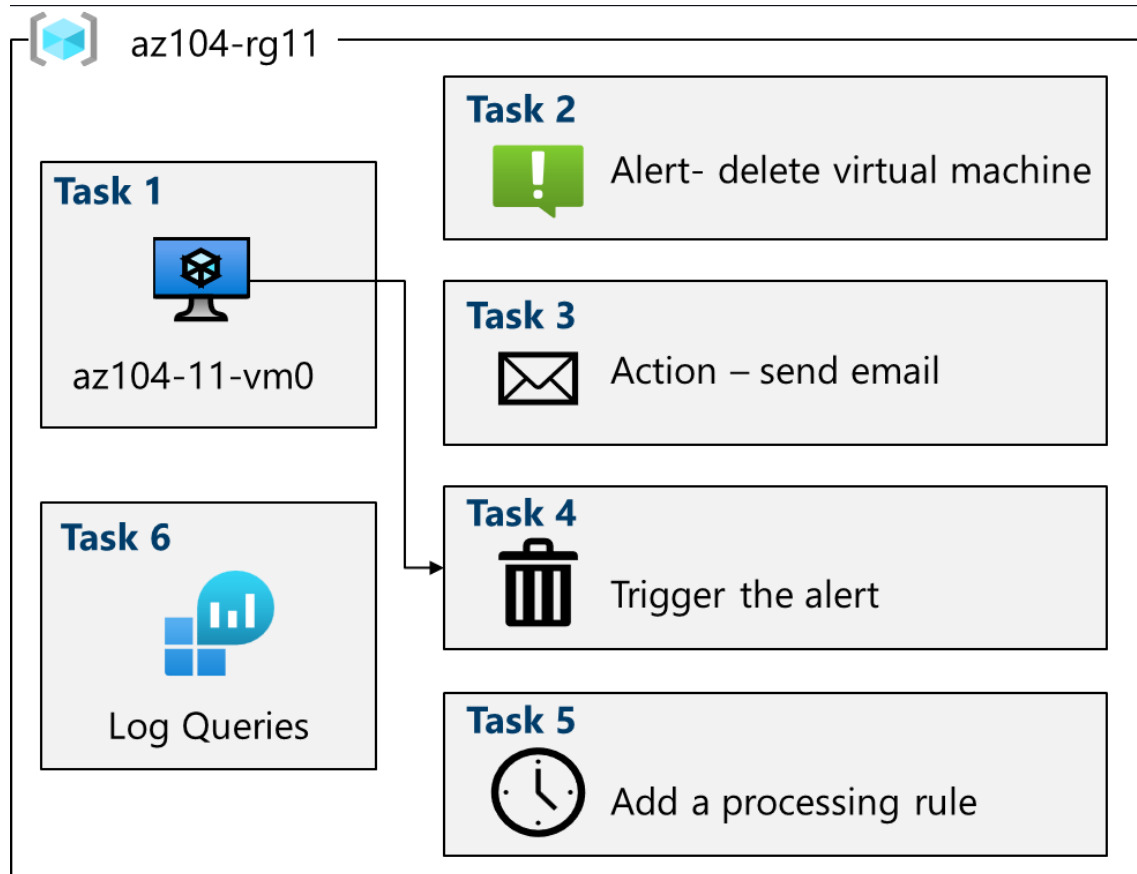 az104-rg11
Task 1
az104-11-vm0
Task 2
Alert- delete virtual machine
Task 3
Action – send email
Task 4
Trigger the alert
Task 5
Add a processing rule
Task 6
Log Queries